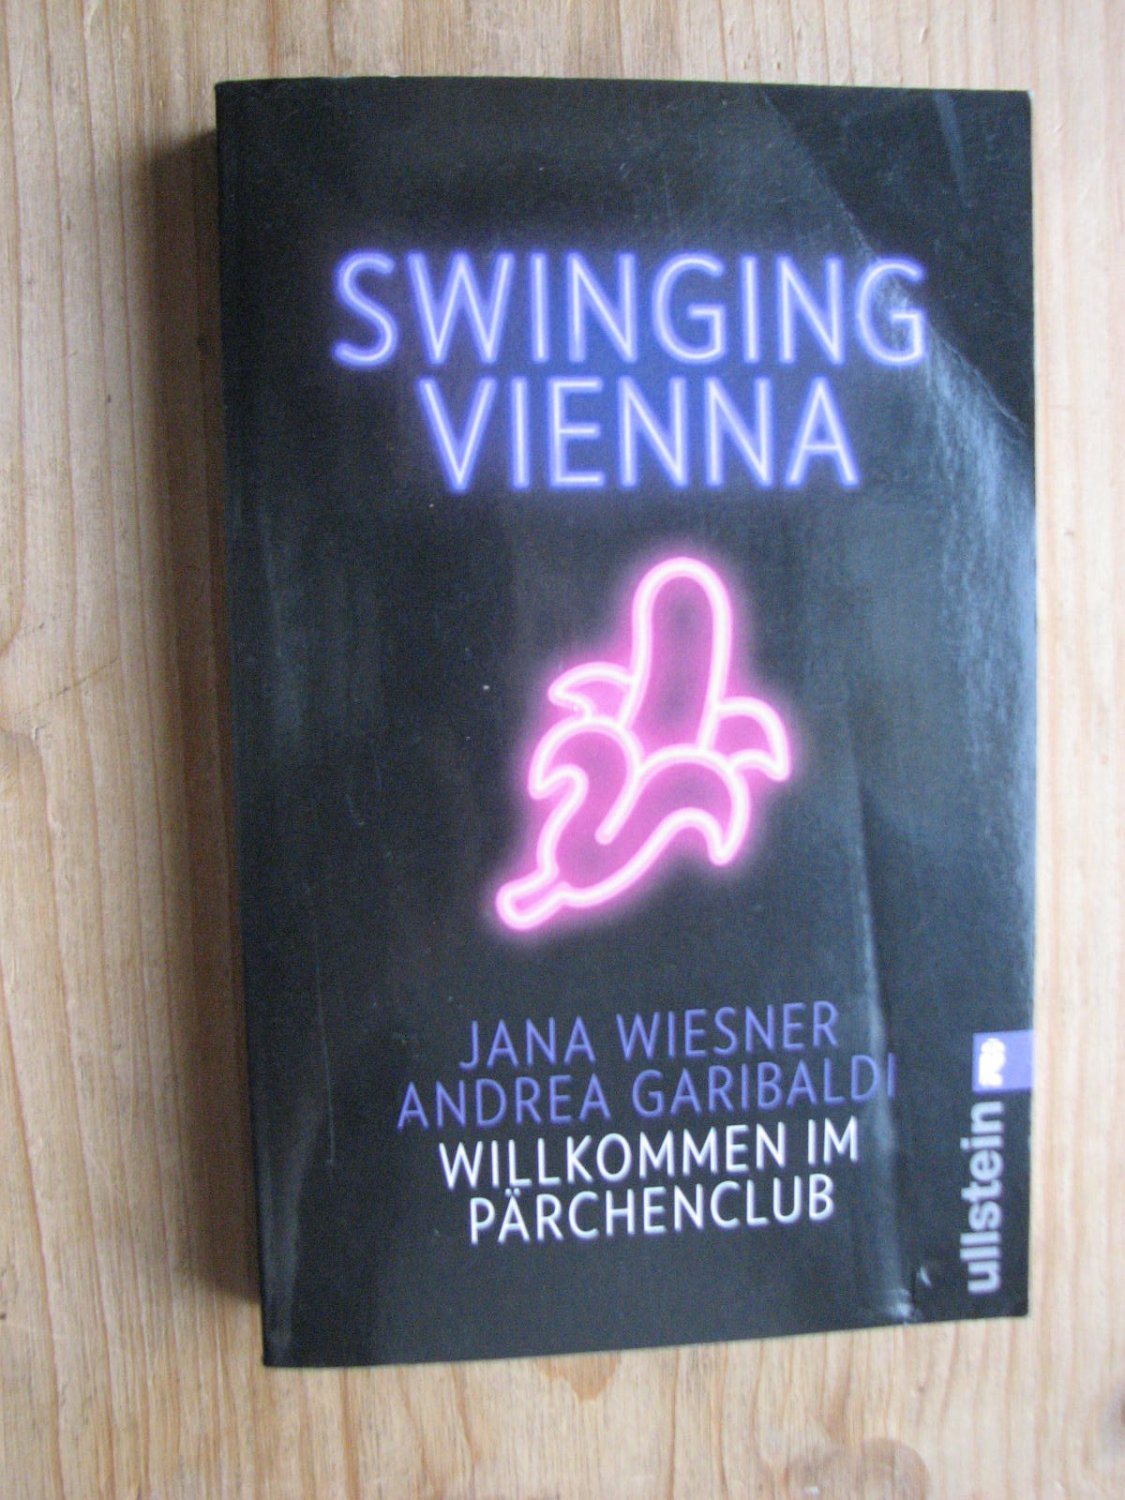 SWINGING
VIENNA
JANA WIESNER
ANDREA GARIBALDI
WILLKOMMEN IM
PÄRCHENCLUB
ullstein